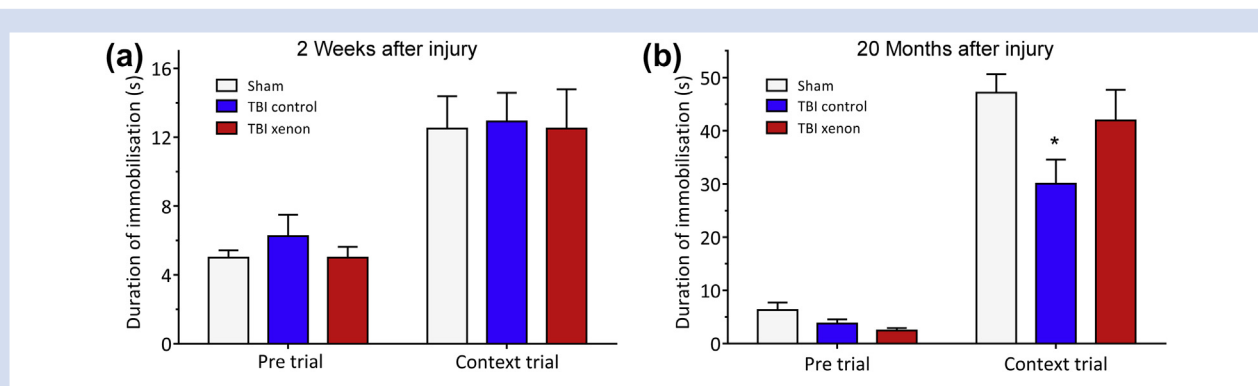 (a)
2 Weeks after injury
Duration of immobilisation (s)
16
12
8
4
0
Sham
TBI control
TBI xenon
Pre trial
Context trial
(b)
20 Months after injury
Duration of immobilisation (s)
50
40
30
20
10
0
Sham
TBI control
TBI xenon
*
Pre trial
Context trial